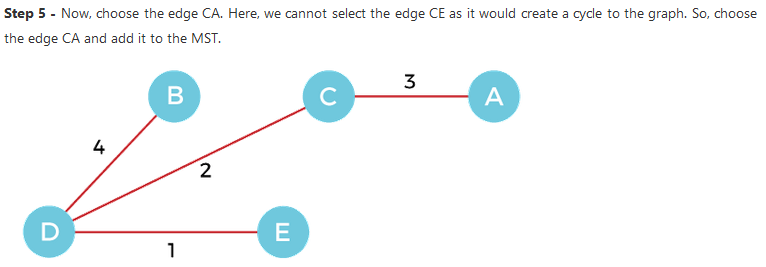 Step 5 - Now, choose the edge CA. Here, we cannot select the edge CE as it would create a cycle to the graph. So, choose
the edge CA and add it to the MST.
3
B
C
A
4
2
D
E
1